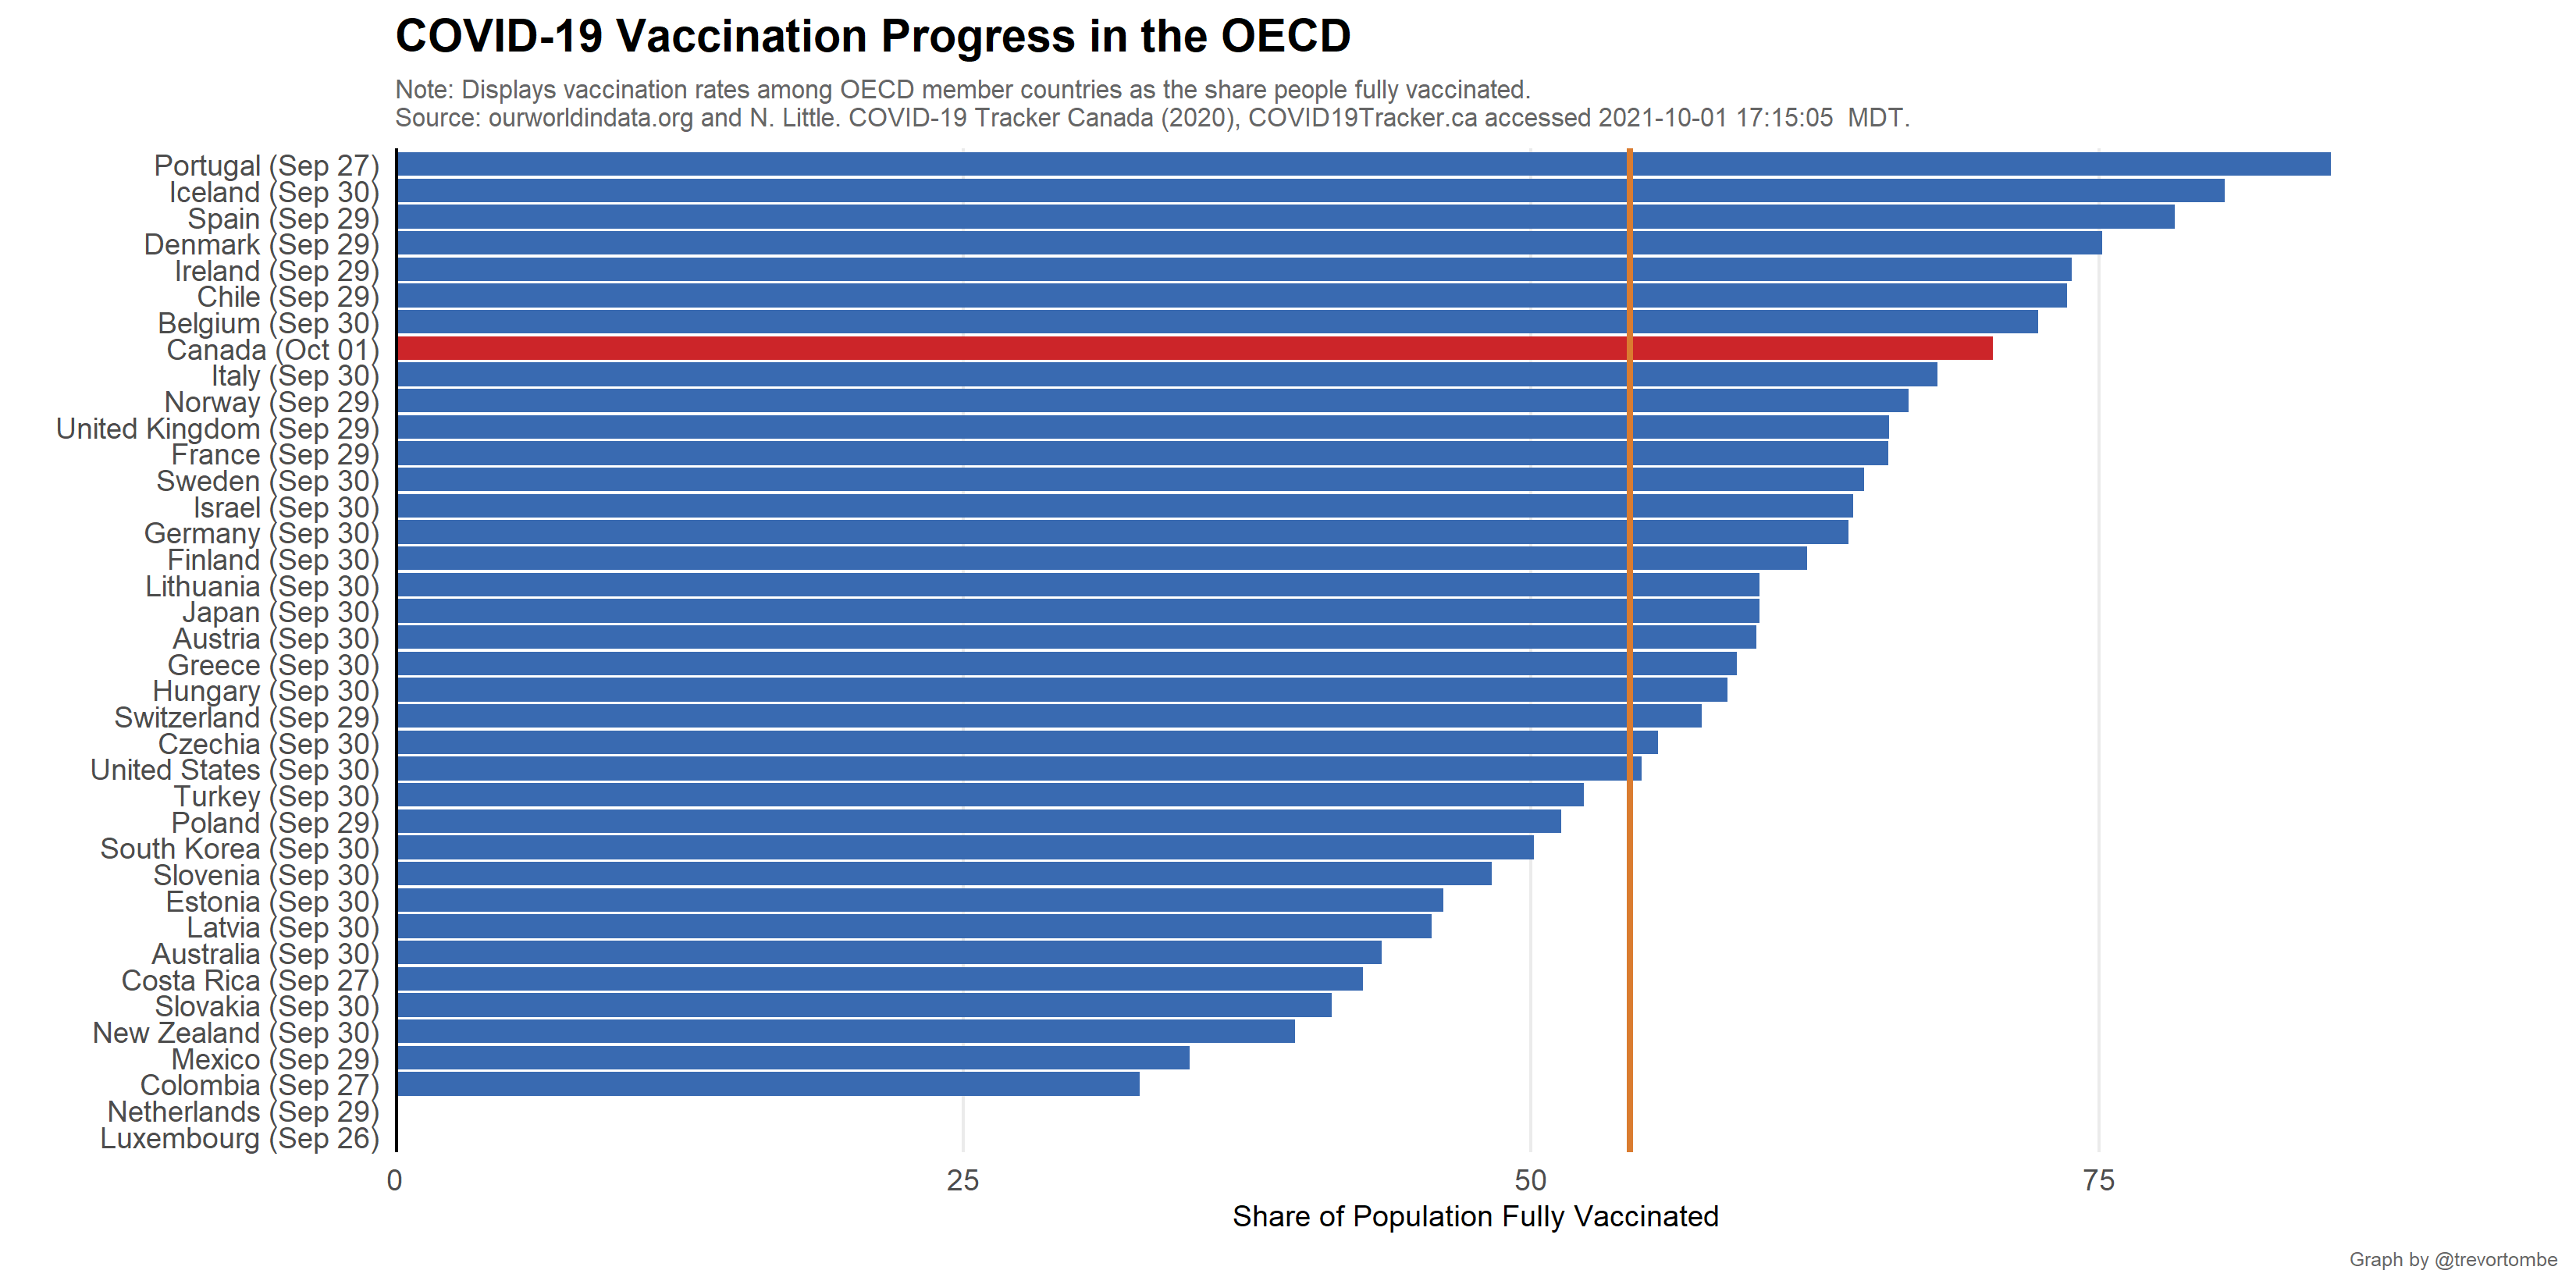 COVID-19 Vaccination Progress in the OECD
Note: Displays vaccination rates among OECD member countries as the share people fully vaccinated.
Source: ourworldindata.org and N. Little. COVID-19 Tracker Canada (2020), COVID19Tracker.ca accessed 2021-10-01 17:15:05  MDT.
Portugal (Sep 27)
Iceland (Sep 30)
Spain (Sep 29)
Denmark (Sep 29)
Ireland (Sep 29)
Chile (Sep 29)
Belgium (Sep 30)
Canada (Oct 01)
Italy (Sep 30)
Norway (Sep 29)
United Kingdom (Sep 29)
France (Sep 29)
Sweden (Sep 30)
Israel (Sep 30)
Germany (Sep 30)
Finland (Sep 30)
Lithuania (Sep 30)
Japan (Sep 30)
Austria (Sep 30)
Greece (Sep 30)
Hungary (Sep 30)
Switzerland (Sep 29)
Czechia (Sep 30)
United States (Sep 30)
Turkey (Sep 30)
Poland (Sep 29)
South Korea (Sep 30)
Slovenia (Sep 30)
Estonia (Sep 30)
Latvia (Sep 30)
Australia (Sep 30)
Costa Rica (Sep 27)
Slovakia (Sep 30)
New Zealand (Sep 30)
Mexico (Sep 29)
Colombia (Sep 27)
Netherlands (Sep 29)
Luxembourg (Sep 26)
0 25 50 75
Share of Population Fully Vaccinated
Graph by @trevortombe